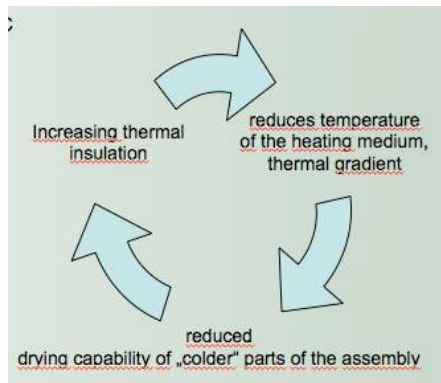 Increasing thermal
insulation
reduces temperature
of the heating medium,
thermal gradient
reduced
drying capability of „colder“ parts of the assembly